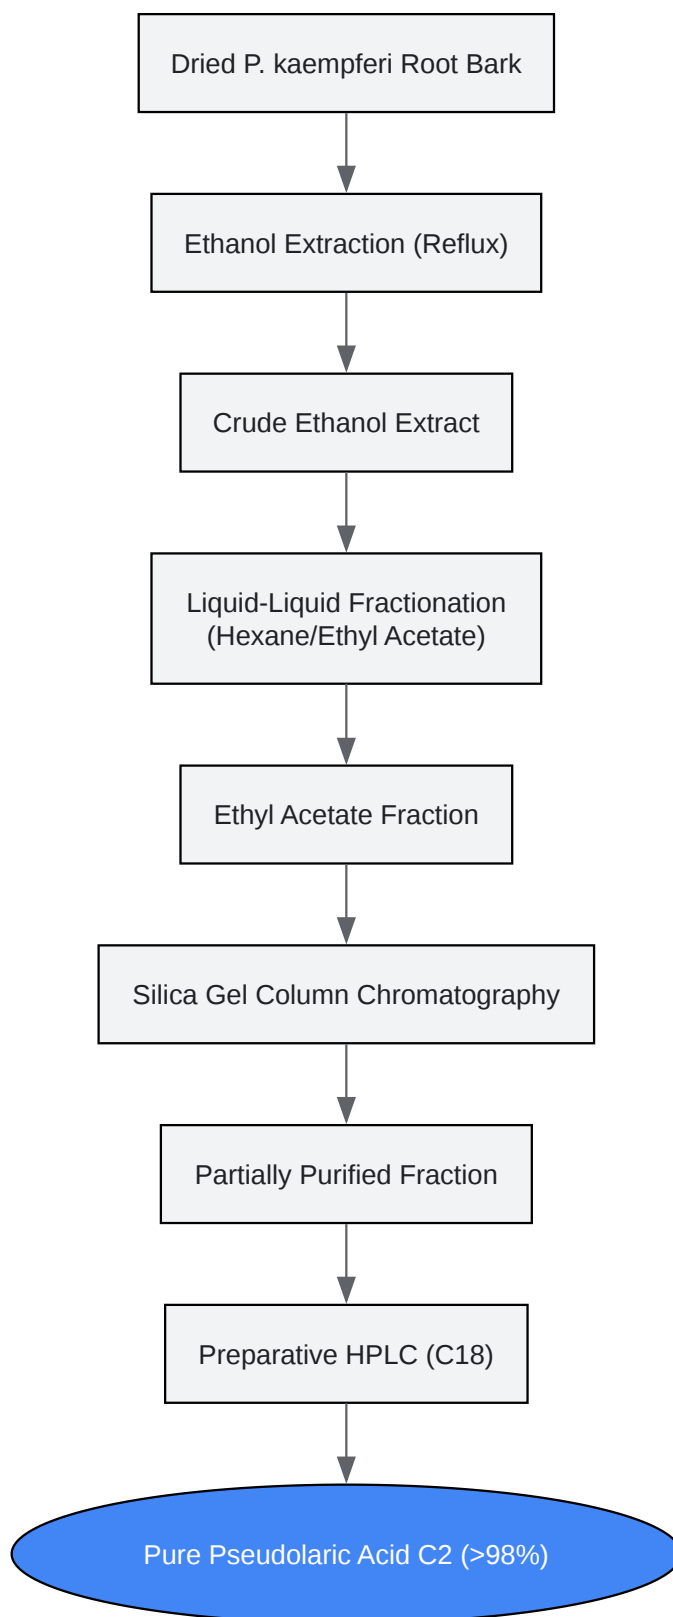 Dried P. kaempferi Root Bark
Ethanol Extraction (Reflux)
Crude Ethanol Extract
Liquid-Liquid Fractionation
(Hexane/Ethyl Acetate)
Ethyl Acetate Fraction
Silica Gel Column Chromatography
Partially Purified Fraction
Preparative HPLC (C18)
Pure Pseudolaric Acid C2 (>98%)